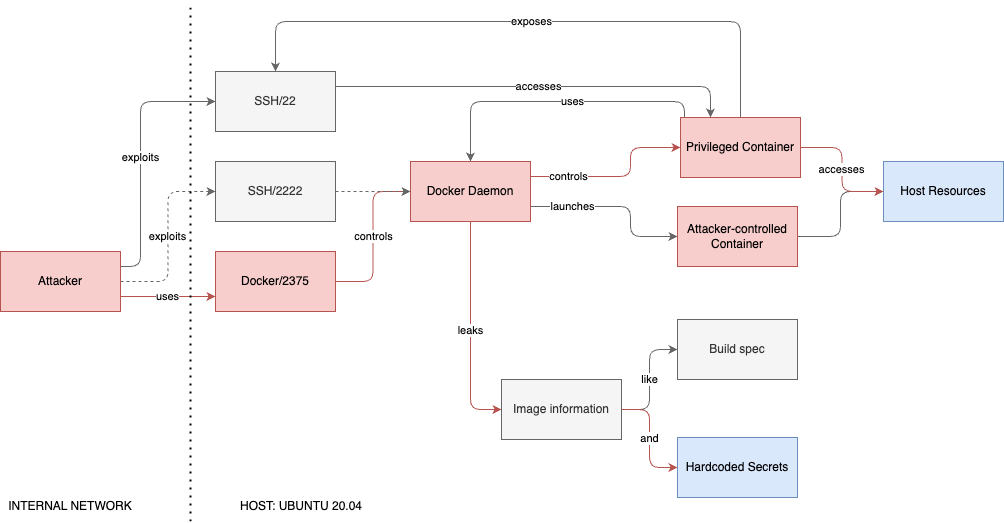 exposes
SSH/22
accesses
uses
exploits
Privileged Container
controls
accesses
SSH/2222
Docker Daemon
Host Resources
launches
exploits
controls
Attacker-controlled
Container
Attacker
Docker/2375
uses
leaks
Build spec
like
Image information
and
Hardcoded Secrets
INTERNAL NETWORK
HOST: UBUNTU 20.04